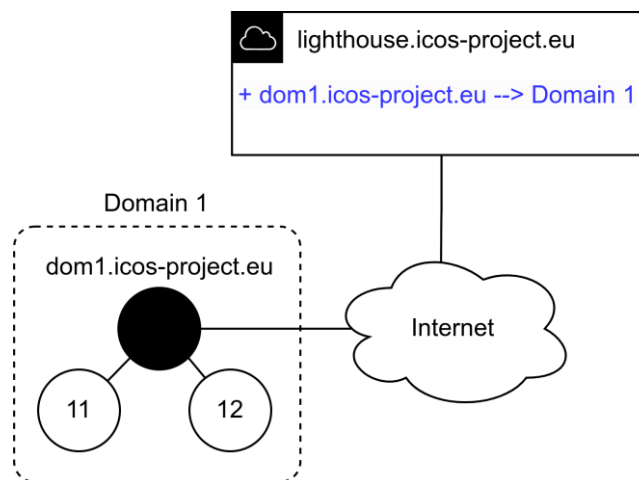 lighthouse.icos-project.eu
+ dom1.icos-project.eu --> Domain 1
Domain 1
dom1.icos-project.eu
Internet
11
12